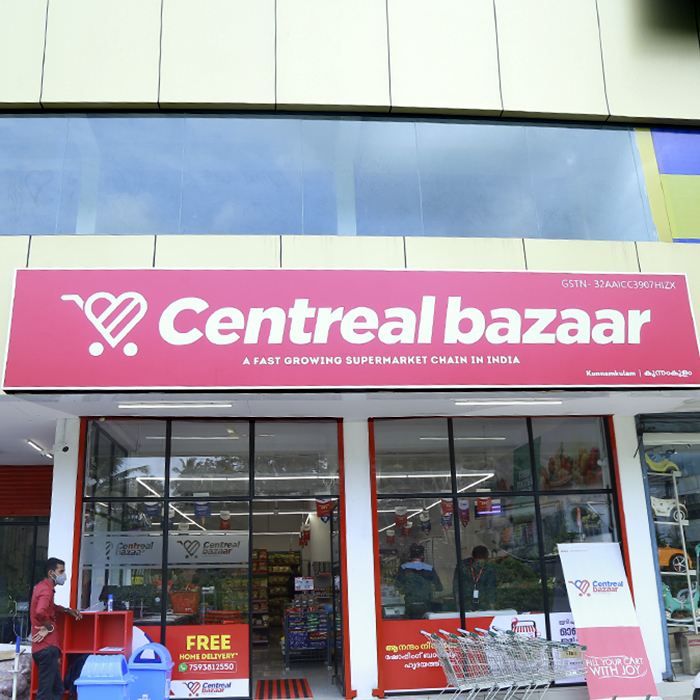 GSTN- 32AAICC3907H1ZX
Centreal bazaar
A FAST GROWING SUPERMARKET CHAIN IN INDIA
Kunnamkulam | കുന്നംകുളം
Centreal
bazaar
Centreal
bazaar
Centreal
bazaar
FREE
HOME DELIVERY*
7593812550
Centreal
bazaar
ആനന്ദം
ഷോപ്പിംഗ്
FILL YOUR CART
WITH JOY